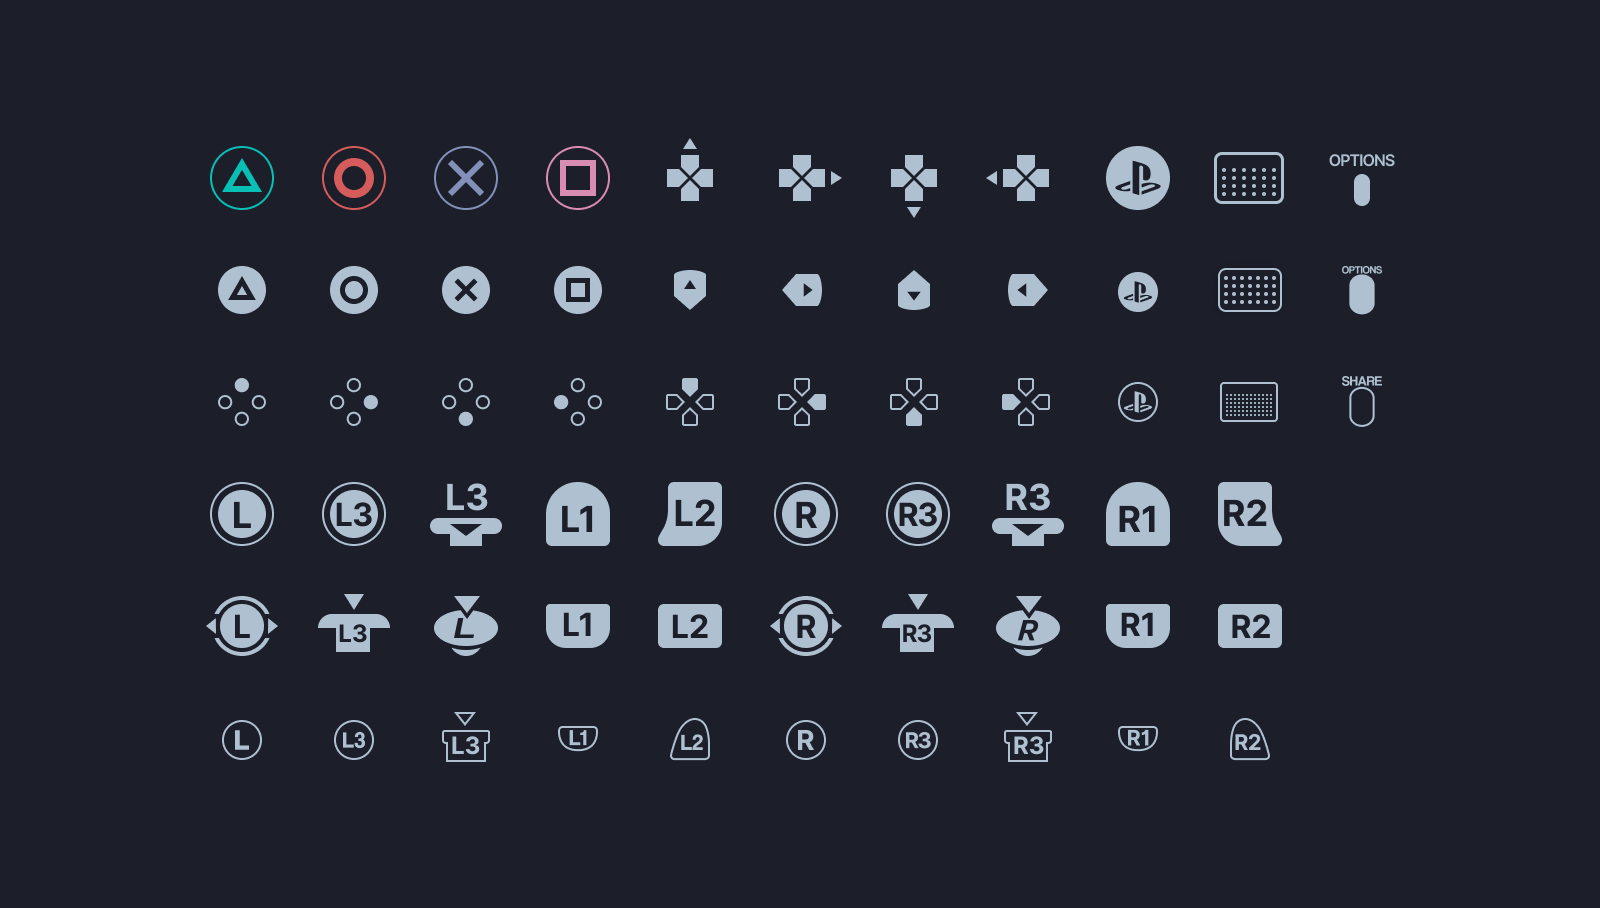 OPTIONS
OPTIONS
SHARE
L L3 L3 L1 L2 R R3 R3 R1 R2
L L3 L L1 L2 R R3 R R1 R2
L L3 L3 L1 L2 R R3 R3 R1 R2